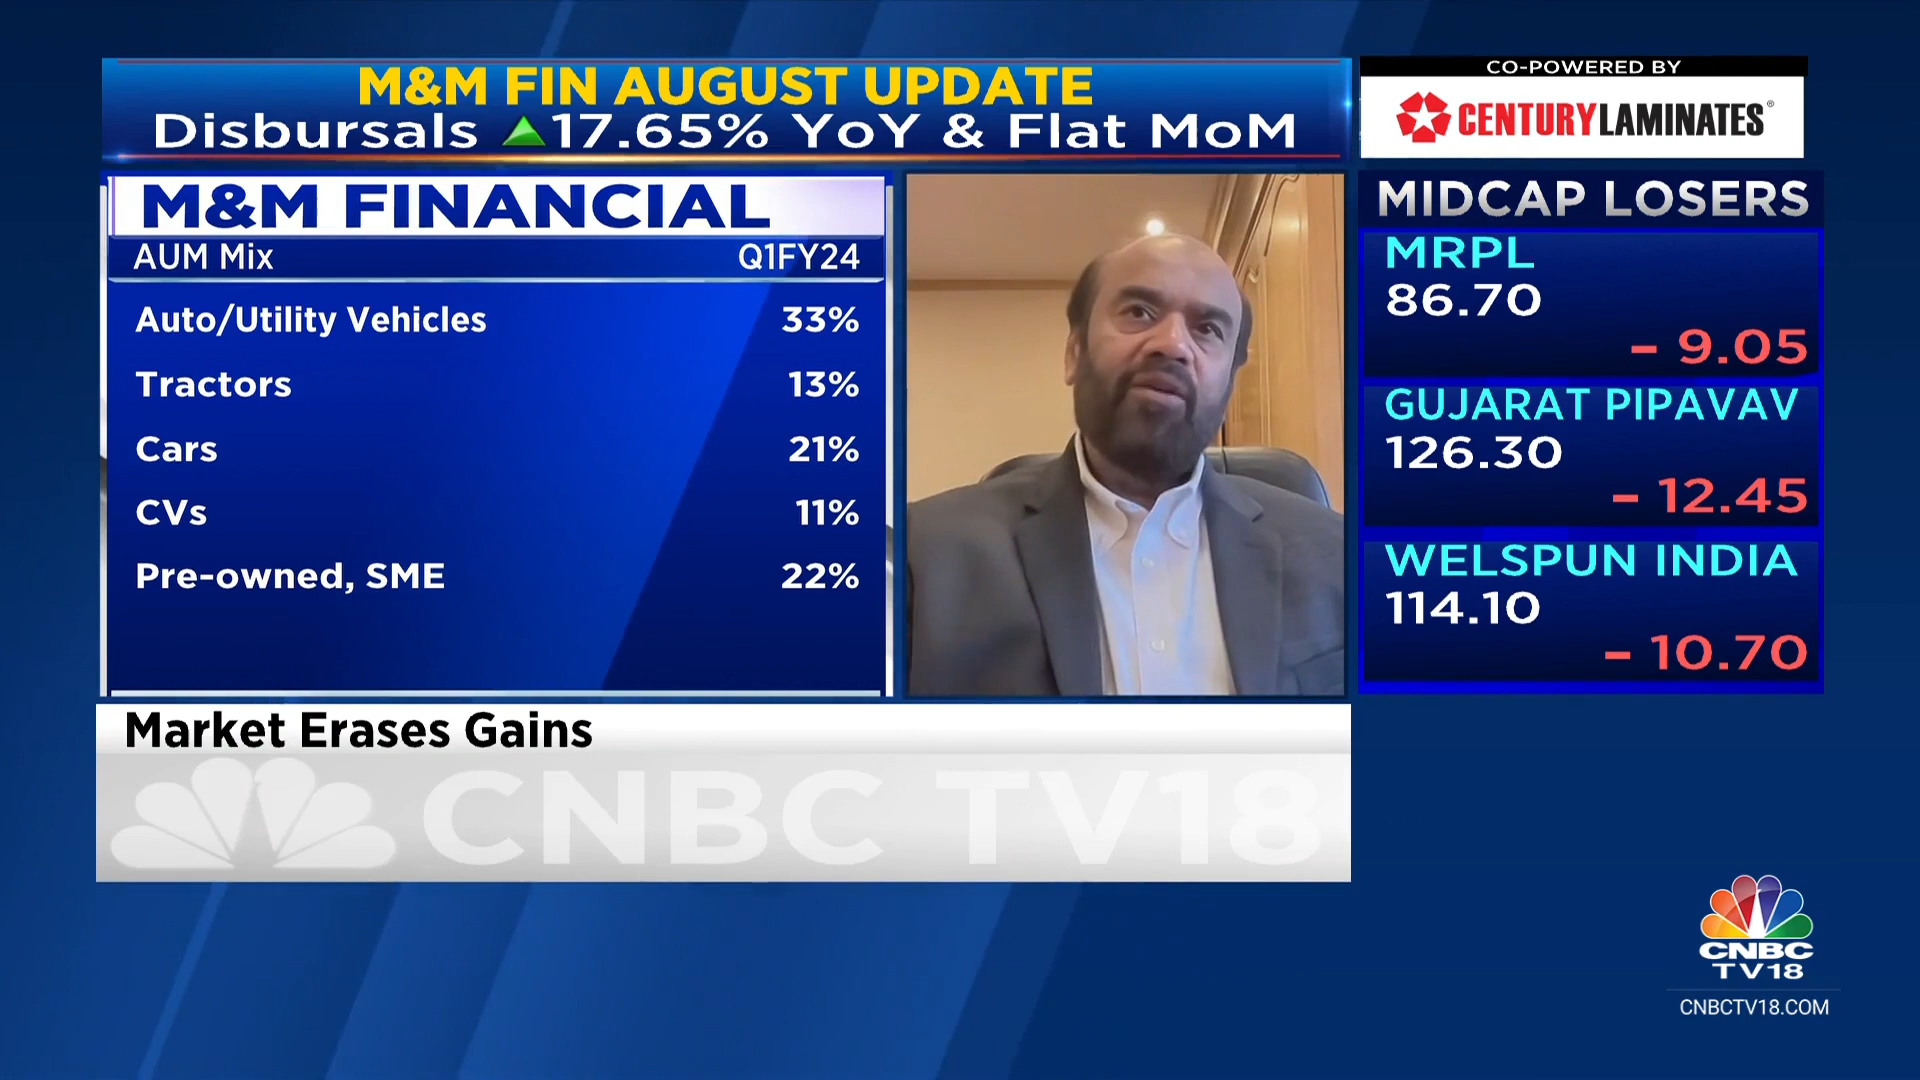 M&M FIN AUGUST UPDATE
Disbursals ▲17.65% YoY & Flat MoM
CO-POWERED BY
CENTURYLAMINATES®
M&M FINANCIAL
AUM Mix Q1FY24
Auto/Utility Vehicles 33%
Tractors 13%
Cars 21%
CVs 11%
Pre-owned, SME 22%
MIDCAP LOSERS
MRPL
86.70
- 9.05
GUJARAT PIPAVAV
126.30
- 12.45
WELSPUN INDIA
114.10
- 10.70
Market Erases Gains
CNBC TV18
CNBC
TV18
CNBCTV18.COM